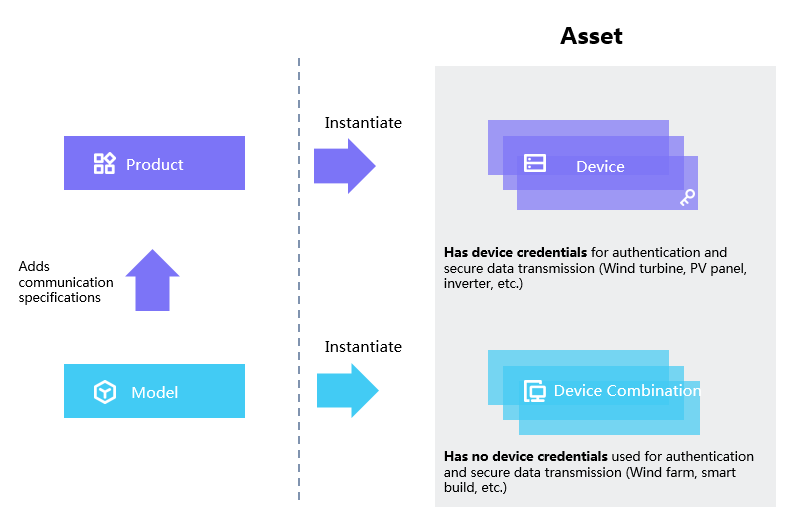 Asset
Instantiate
Product
Device
Has device credentials for authentication and
secure data transmission (Wind turbine, PV panel,
inverter, etc.)
Adds
communication
specifications
Instantiate
Model
Device Combination
Has no device credentials used for authentication
and secure data transmission (Wind farm, smart
build, etc.)